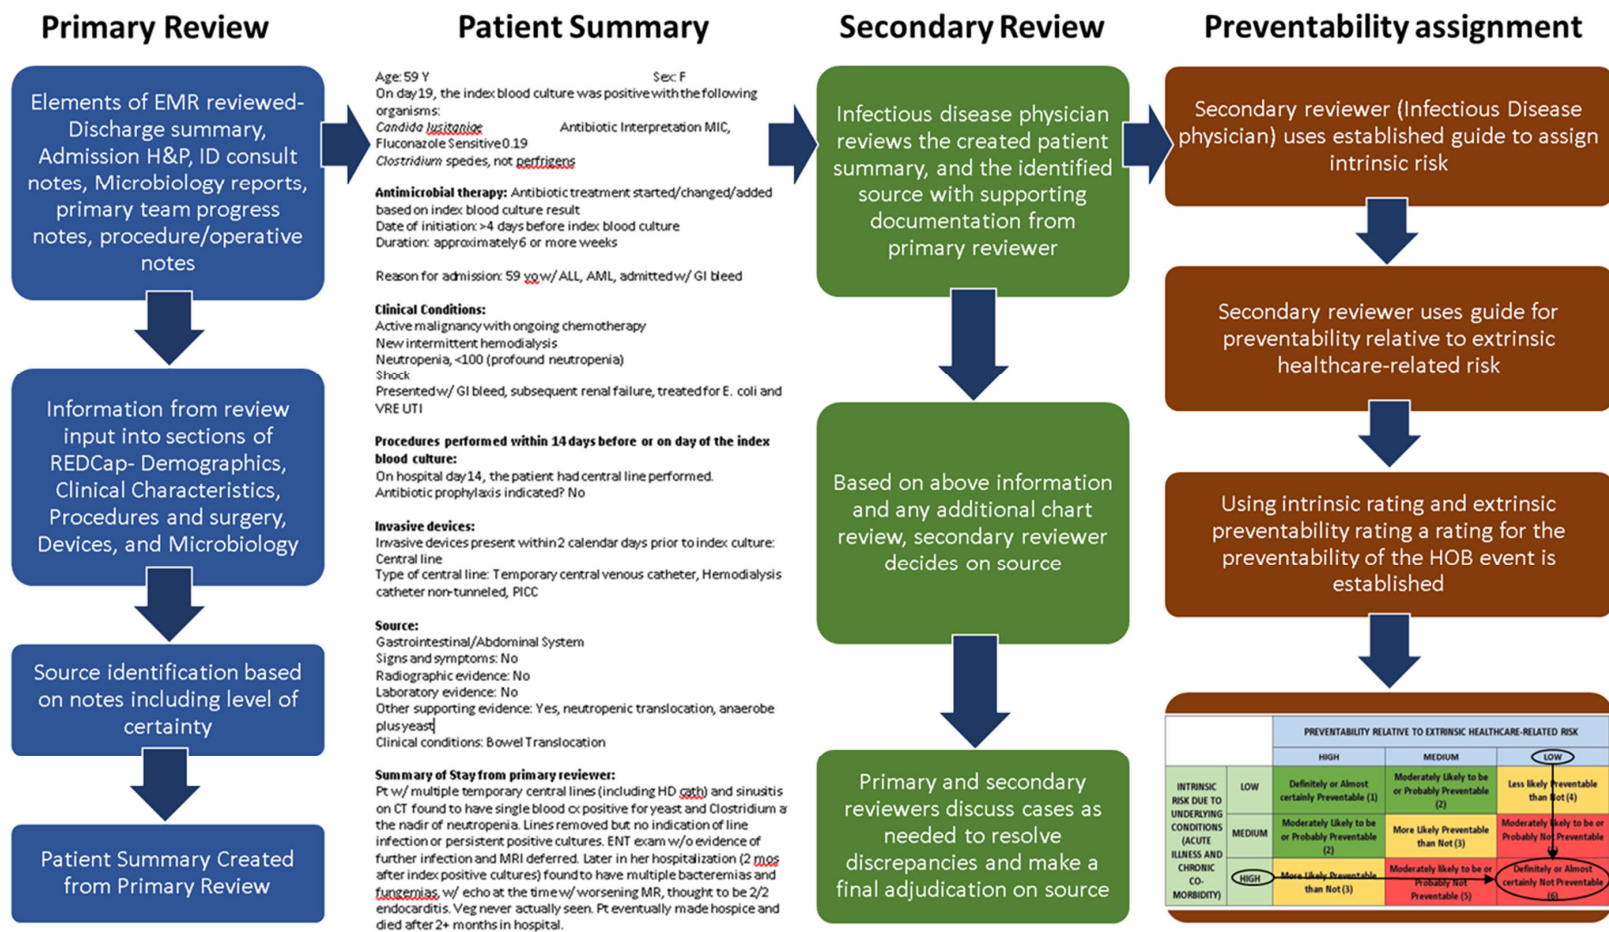 Primary Review
Elements of EMR reviewed-
Discharge summary,
Admission H&P, ID consult
notes, Microbiology reports,
primary team progress
notes, procedure/operative
notes
Information from review
input into sections of
REDCap- Demographics,
Clinical Characteristics,
Procedures and surgery,
Devices, and Microbiology
Source identification based
on notes including level of
certainty
Patient Summary Created
from Primary Review
Patient Summary
Age: 59 Y Sex: F
On day 19, the index blood culture was positive with the following
organisms:
Candida lusitaniae Antibiotic Interpretation MIC,
Fluconazole Sensitive 0.19
Clostridium species, not perfrigens
Antimicrobial therapy: Antibiotic treatment started/changed/added
based on index blood culture result
Date of initiation: >4 days before index blood culture
Duration: approximately 6 or more weeks
Reason for admission: 59 yo w/ ALL, AML, admitted w/ GI bleed
Clinical Conditions:
Active malignancy with ongoing chemotherapy
New intermittent hemodialysis
Neutropenia, <100 (profound neutropenia)
Shock
Presented w/ GI bleed, subsequent renal failure, treated for E. coli and
VRE UTI
Procedures performed within 14 days before or on day of the index
blood culture:
On hospital day 14, the patient had central line performed.
Antibiotic prophylaxis indicated? No
Invasive devices:
Invasive devices present within 2 calendar days prior to index culture:
Central line
Type of central line: Temporary central venous catheter, Hemodialysis
catheter non-tunneled, PICC
Source:
Gastrointestinal/Abdominal System
Signs and symptoms: No
Radiographic evidence: No
Laboratory evidence: No
Other supporting evidence: Yes, neutropenic translocation, anaerobe
plus yeast
Clinical conditions: Bowel Translocation
Summary of Stay from primary reviewer:
Pt w/ multiple temporary central lines (including HD cath) and sinusitis
on CT found to have single blood cx positive for yeast and Clostridium a
the nadir of neutropenia. Lines removed but no indication of line
infection or persistent positive cultures. ENT exam w/o evidence of
further infection and MRI deferred. Later in her hospitalization (2 mos
after index positive cultures) found to have multiple bacteremias and
fungemias, w/ echo at the time w/ worsening MR, thought to be 2/2
endocarditis. Veg never actually seen. Pt eventually made hospice and
died after 2+ months in hospital.
Secondary Review
Infectious disease physician
reviews the created patient
summary, and the identified
source with supporting
documentation from
primary reviewer
Based on above information
and any additional chart
review, secondary reviewer
decides on source
Primary and secondary
reviewers discuss cases as
needed to resolve
discrepancies and make a
final adjudication on source
Preventability assignment
Secondary reviewer (Infectious Disease
physician) uses established guide to assign
intrinsic risk
Secondary reviewer uses guide for
preventability relative to extrinsic
healthcare-related risk
Using intrinsic rating and extrinsic
preventability rating a rating for the
preventability of the HOB event is
established
PREVENTABILITY RELATIVE TO EXTRINSIC HEALTHCARE-RELATED RISK
HIGH MEDIUM LOW
INTRINSIC
RISK DUE TO
UNDERLYING
CONDITIONS
(ACUTE
ILLNESS AND
CHRONIC
CO-
MORBIDITY)
LOW
Definitely or Almost
certainly Preventable (1)
Moderately Likely to be
or Probably Preventable
(2)
Less likely Preventable
than Not (4)
MEDIUM
Moderately Likely to be
or Probably Preventable
(2)
More Likely Preventable
than Not (3)
Moderately likely to be or
Probably Not Preventable
HIGH
More Likely Preventable
than Not (3)
Moderately likely to be or
Probably Not
Preventable (5)
Definitely or Almost
certainly Not Preventable
(6)